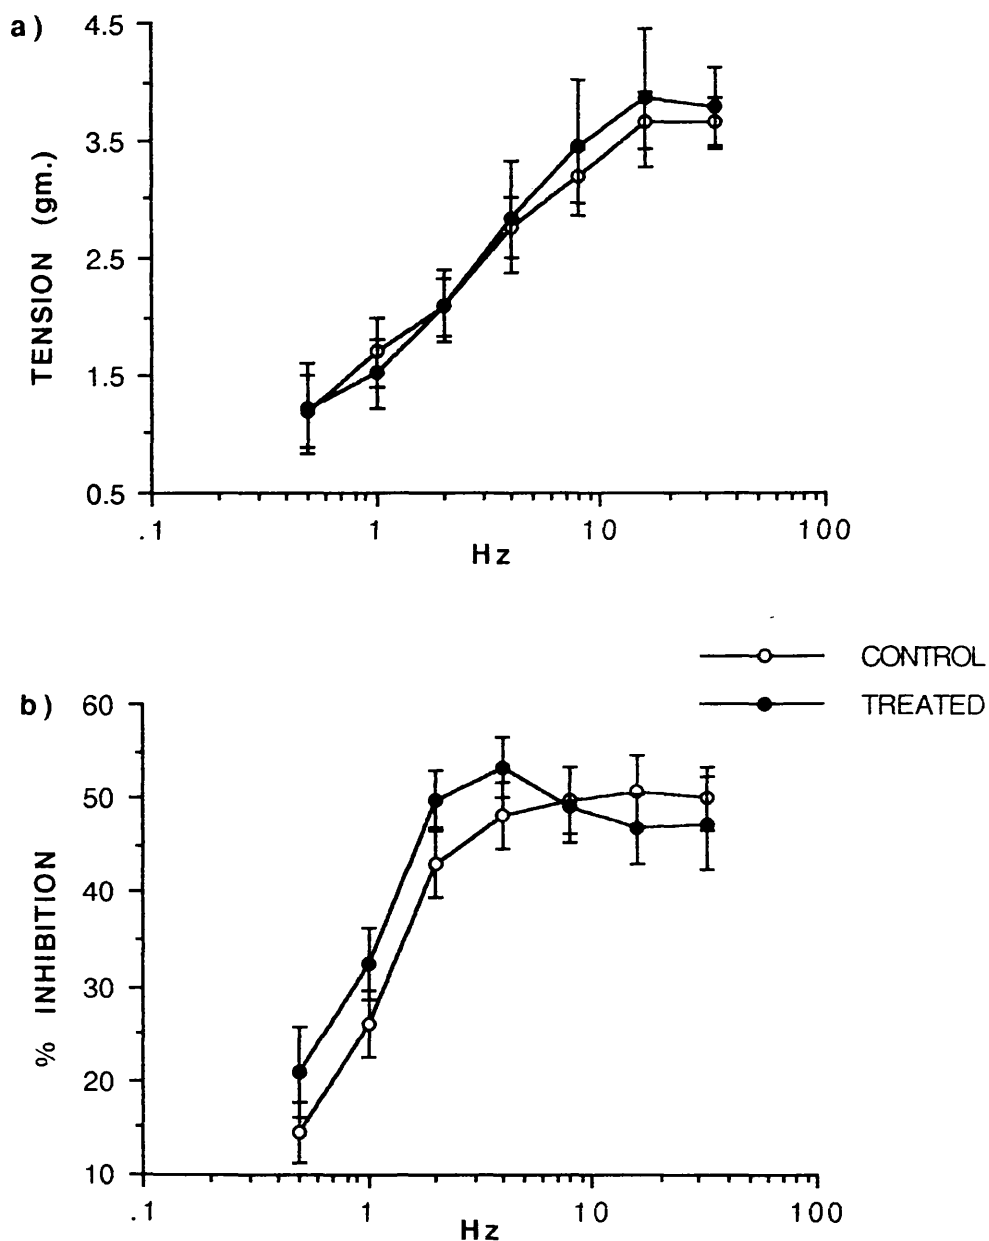 a)
TENSION (gm.)
4.5
3.5
2.5
1.5
0.5
.1 1 10 100
Hz
CONTROL
TREATED
b)
% INHIBITION
60
50
40
30
20
10
.1 1 10 100
Hz